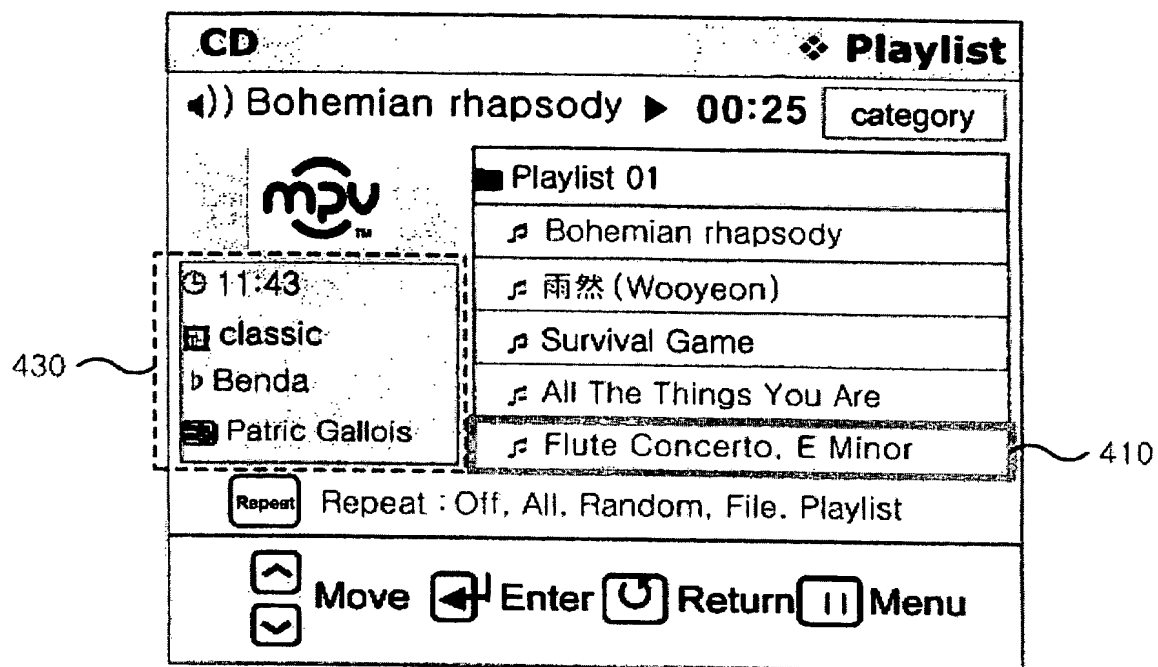 CD ❖ Playlist
Bohemian rhapsody ▶ 00:25 category
mpv
TM
Playlist 01
Bohemian rhapsody
雨然 (Wooyeon)
Survival Game
All The Things You Are
Flute Concerto, E Minor
11:43
classic
Benda
Patric Gallois
430
410
Repeat Repeat : Off, All, Random, File. Playlist
Move Enter Return Menu